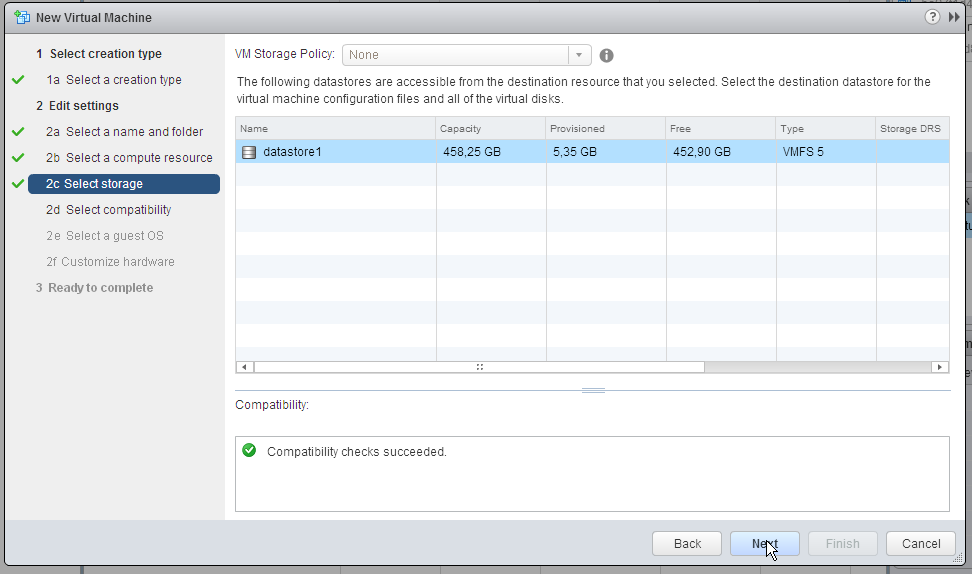 New Virtual Machine
1 Select creation type
1a Select a creation type
2 Edit settings
2a Select a name and folder
2b Select a compute resource
2c Select storage
2d Select compatibility
2e Select a guest OS
2f Customize hardware
3 Ready to complete
VM Storage Policy: None
The following datastores are accessible from the destination resource that you selected. Select the destination datastore for the
virtual machine configuration files and all of the virtual disks.
Name Capacity Provisioned Free Type Storage DRS
datastore1 458,25 GB 5,35 GB 452,90 GB VMFS 5
Compatibility:
Compatibility checks succeeded.
Back Next Finish Cancel